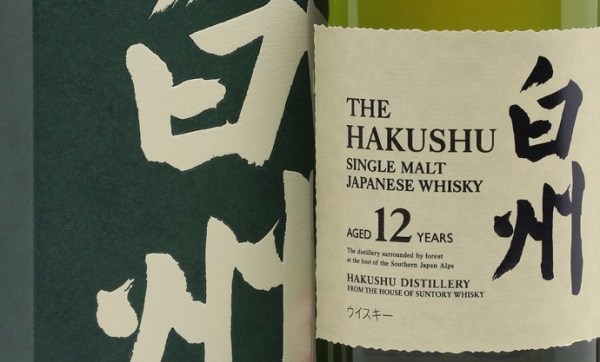 白州
THE
HAKUSHU
SINGLE MALT
JAPANESE WHISKY
AGED 12 YEARS
The distillery surrounded by forest
at the foot of the Southern Japan Alps
HAKUSHU DISTILLERY
FROM THE HOUSE OF SUNTORY WHISKY
ウイスキー
白州